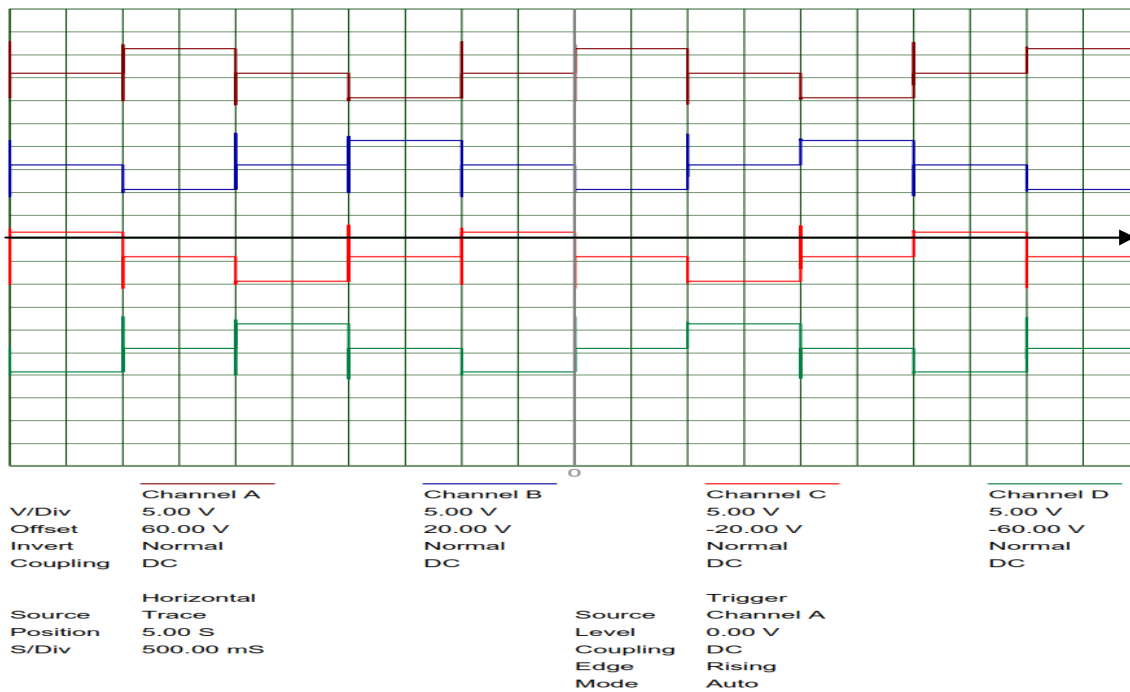 0
Channel A Channel B Channel C Channel D
V/Div 5.00 V 5.00 V 5.00 V 5.00 V
Offset 60.00 V 20.00 V -20.00 V -60.00 V
Invert Normal Normal Normal Normal
Coupling DC DC DC DC
Horizontal Trigger
Source Trace Source Channel A
Position 5.00 S Level 0.00 V
S/Div 500.00 mS Coupling DC
Edge Rising
Mode Auto